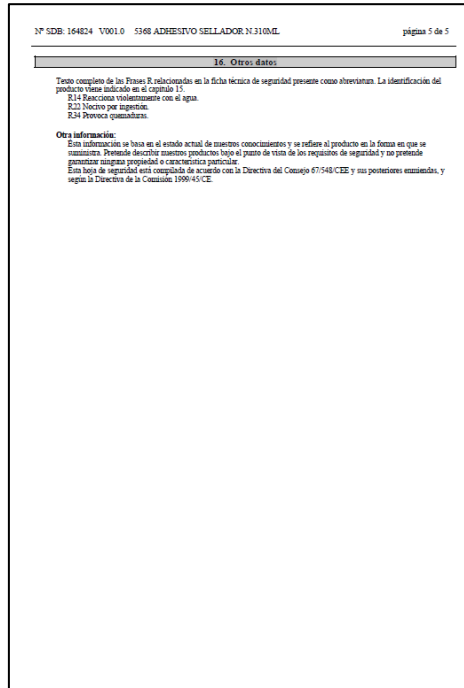 Nº SDB: 164824 V001.0 5368 ADHESIVO SELLADOR N.310ML página 5 de 5
16. Otros datos
Texto completo de las Frases R relacionadas en la ficha técnica de seguridad presente como abreviatura. La identificación del
producto viene indicado en el capítulo 15.
R14 Reacciona violentamente con el agua.
R22 Nocivo por ingestión.
R34 Provoca quemaduras.
Otra información:
Esta información se basa en el estado actual de nuestros conocimientos y se refiere al producto en la forma en que se
suministra. Pretende describir nuestros productos bajo el punto de vista de los requisitos de seguridad y no pretende
garantizar ninguna propiedad o característica particular.
Esta hoja de seguridad está compilada de acuerdo con la Directiva del Consejo 67/548/CEE y sus posteriores enmiendas, y
según la Directiva de la Comisión 1999/45/CE.